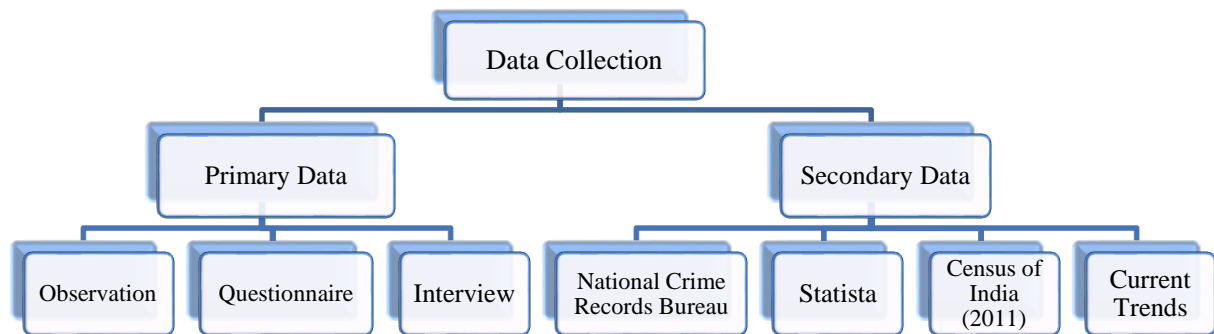 Data Collection
Primary Data
Secondary Data
Observation
Questionnaire
Interview
National Crime
Records Bureau
Statista
Census of
India
(2011)
Current
Trends